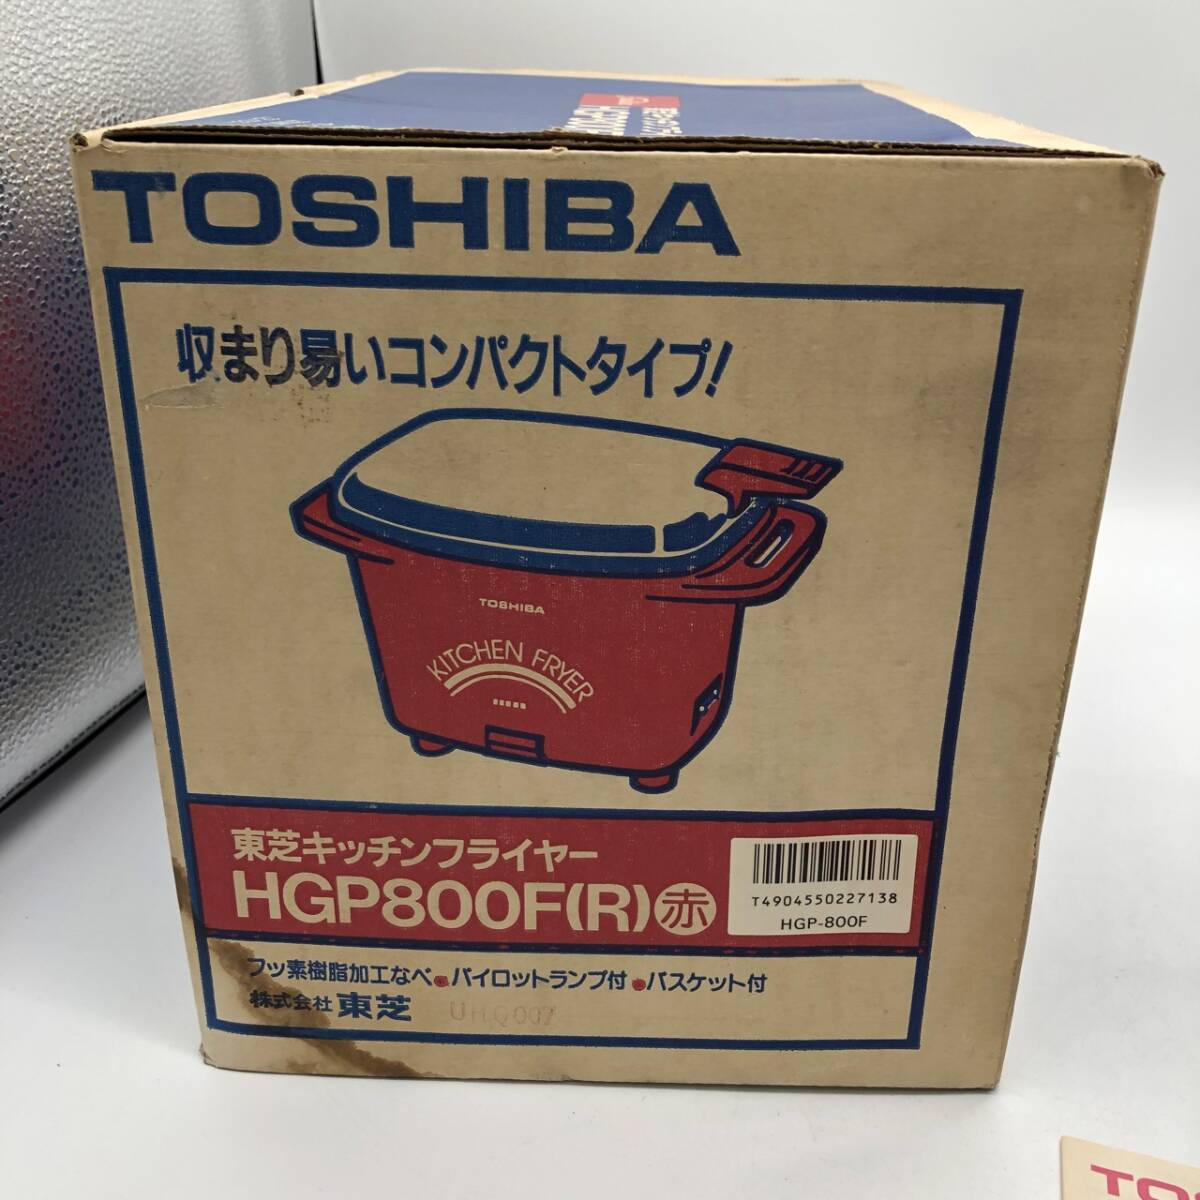 TOSHIBA
収まり易いコンパクトタイプ!
TOSHIBA
KITCHEN FRYER
東芝キッチンフライヤー
HGP800F(R)赤
T4904550227138
HGP-800F
フッ素樹脂加工なべ●パイロットランプ付●バスケット付
株式会社 東芝
UHQ007
TOS